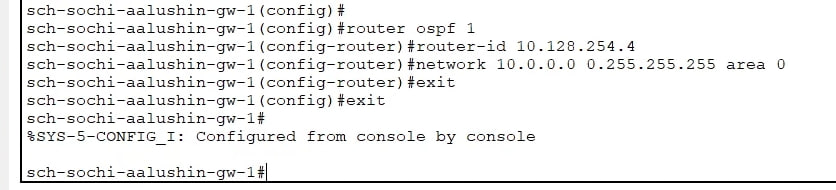 sch-sochi-aalushin-gw-1(config)#
sch-sochi-aalushin-gw-1(config)#router ospf 1
sch-sochi-aalushin-gw-1(config-router)#router-id 10.128.254.4
sch-sochi-aalushin-gw-1(config-router)#network 10.0.0.0 0.255.255.255 area 0
sch-sochi-aalushin-gw-1(config-router)#exit
sch-sochi-aalushin-gw-1(config)#exit
sch-sochi-aalushin-gw-1#
%SYS-5-CONFIG_I: Configured from console by console
sch-sochi-aalushin-gw-1#